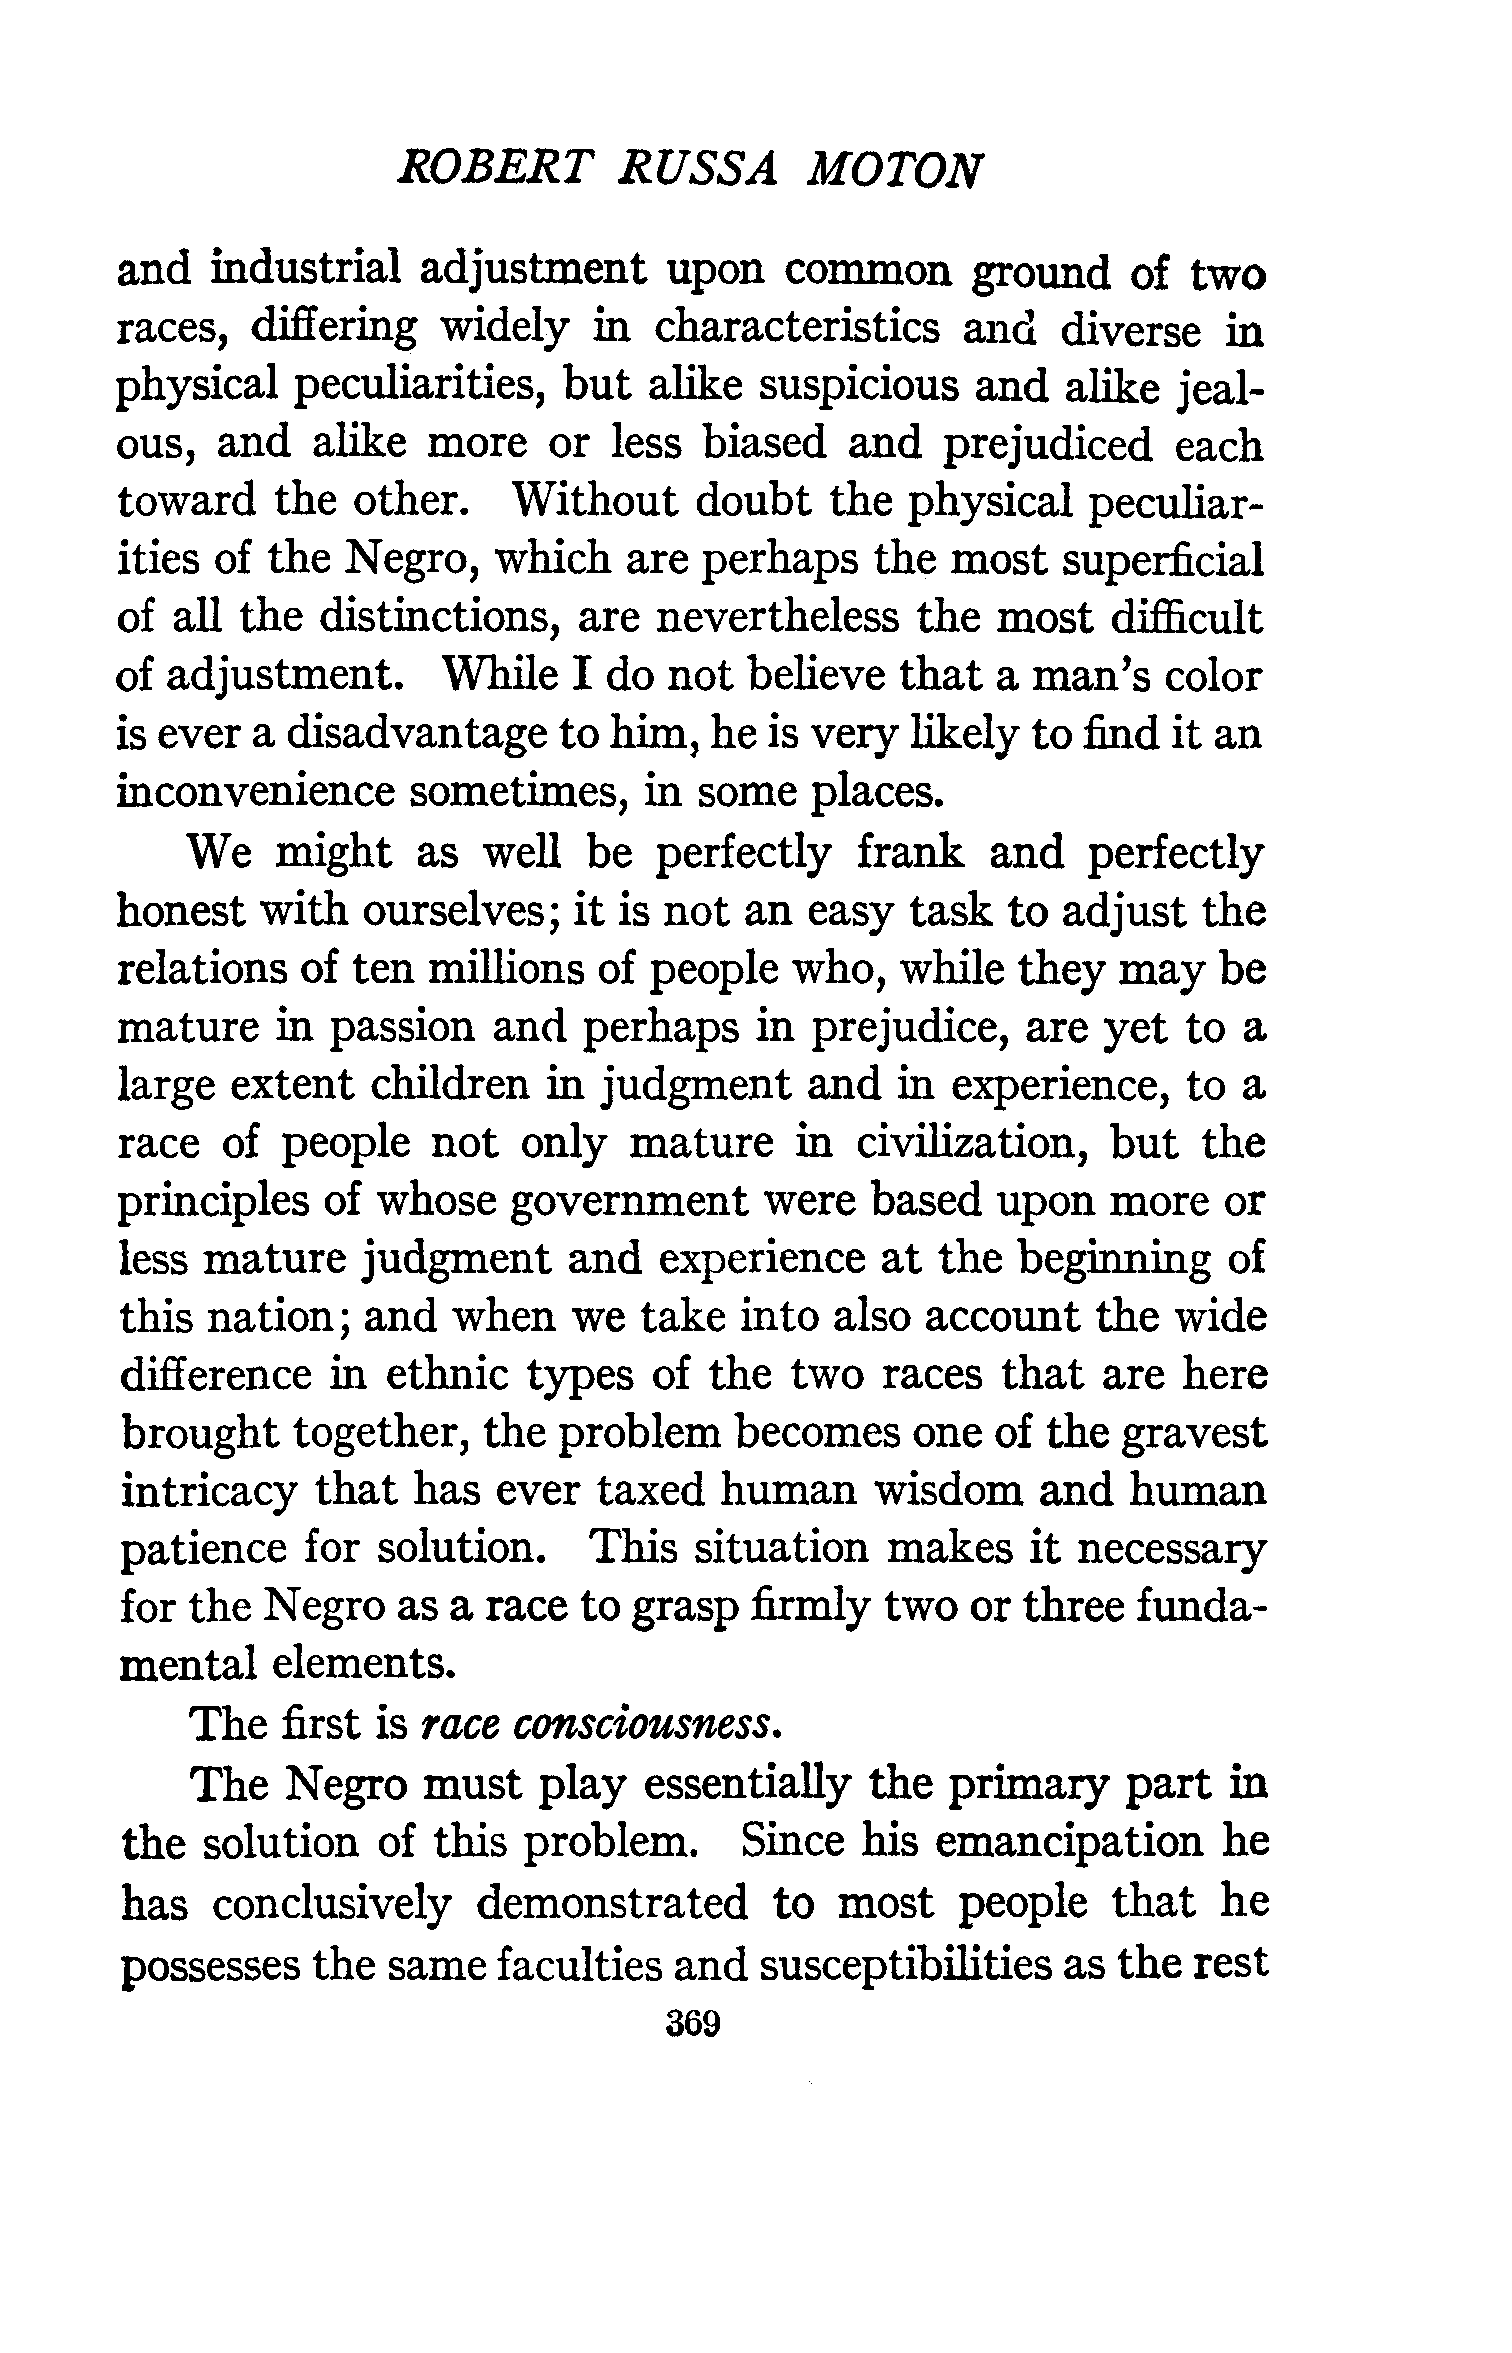 ROBERT RUSSA MOTON
and industrial adjustment upon common ground of two
races, differing widely in characteristics and diverse in
physical peculiarities, but alike suspicious and alike jeal-
ous, and alike more or less biased and prejudiced each
toward the other. Without doubt the physical peculiar-
ities of the Negro, which are perhaps the most superficial
of all the distinctions, are nevertheless the most difficult
of adjustment. While I do not believe that a man's color
is ever a disadvantage to him, he is very likely to find it an
inconvenience sometimes, in some places.
We might as well be perfectly frank and perfectly
honest with ourselves; it is not an easy task to adjust the
relations of ten millions of people who, while they may be
mature in passion and perhaps in prejudice, are yet to a
large extent children in judgment and in experience, to a
race of people not only mature in civilization, but the
principles of whose government were based upon more or
less mature judgment and experience at the beginning of
this nation; and when we take into also account the wide
difference in ethnic types of the two races that are here
brought together, the problem becomes one of the gravest
intricacy that has ever taxed human wisdom and human
patience for solution. This situation makes it necessary
for the Negro as a race to grasp firmly two or three funda-
mental elements.
The first is race consciousness.
The Negro must play essentially the primary part in
the solution of this problem. Since his emancipation he
has conclusively demonstrated to most people that he
possesses the same faculties and susceptibilities as the rest
369